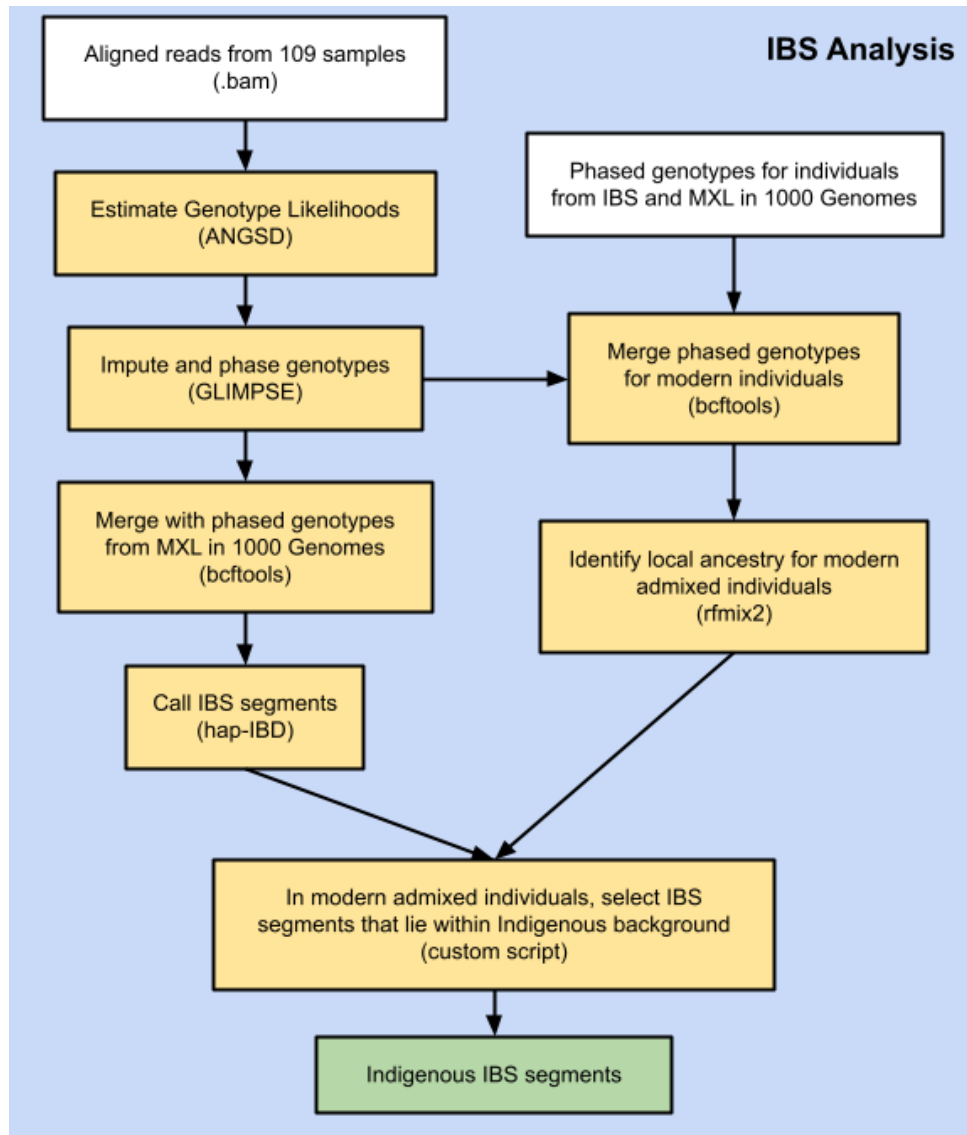 IBS Analysis
Aligned reads from 109 samples
(.bam)
Phased genotypes for individuals
from IBS and MXL in 1000 Genomes
Estimate Genotype Likelihoods
(ANGSD)
Impute and phase genotypes
(GLIMPSE)
Merge phased genotypes
for modern individuals
(bcftools)
Merge with phased genotypes
from MXL in 1000 Genomes
(bcftools)
Identify local ancestry for modern
admixed individuals
(rfmix2)
Call IBS segments
(hap-IBD)
In modern admixed individuals, select IBS
segments that lie within Indigenous background
(custom script)
Indigenous IBS segments